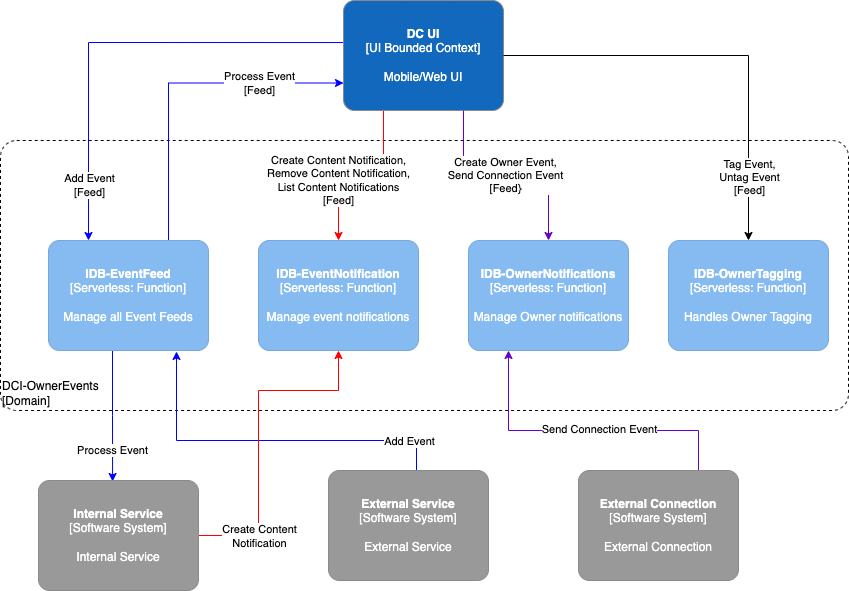 DC UI
[UI Bounded Context]
Mobile/Web UI
Process Event
[Feed]
Add Event
[Feed]
Create Content Notification,
Remove Content Notification,
List Content Notifications
[Feed]
Create Owner Event,
Send Connection Event
[Feed}
Tag Event,
Untag Event
[Feed]
IDB-EventFeed
[Serverless: Function]
Manage all Event Feeds
IDB-EventNotification
[Serverless: Function]
Manage event notifications
IDB-OwnerNotifications
[Serverless: Function]
Manage Owner notifications
IDB-OwnerTagging
[Serverless: Function]
Handles Owner Tagging
DCI-OwnerEvents
[Domain]
Process Event
Add Event
Send Connection Event
Internal Service
[Software System]
Internal Service
Create Content
Notification
External Service
[Software System]
External Service
External Connection
[Software System]
External Connection